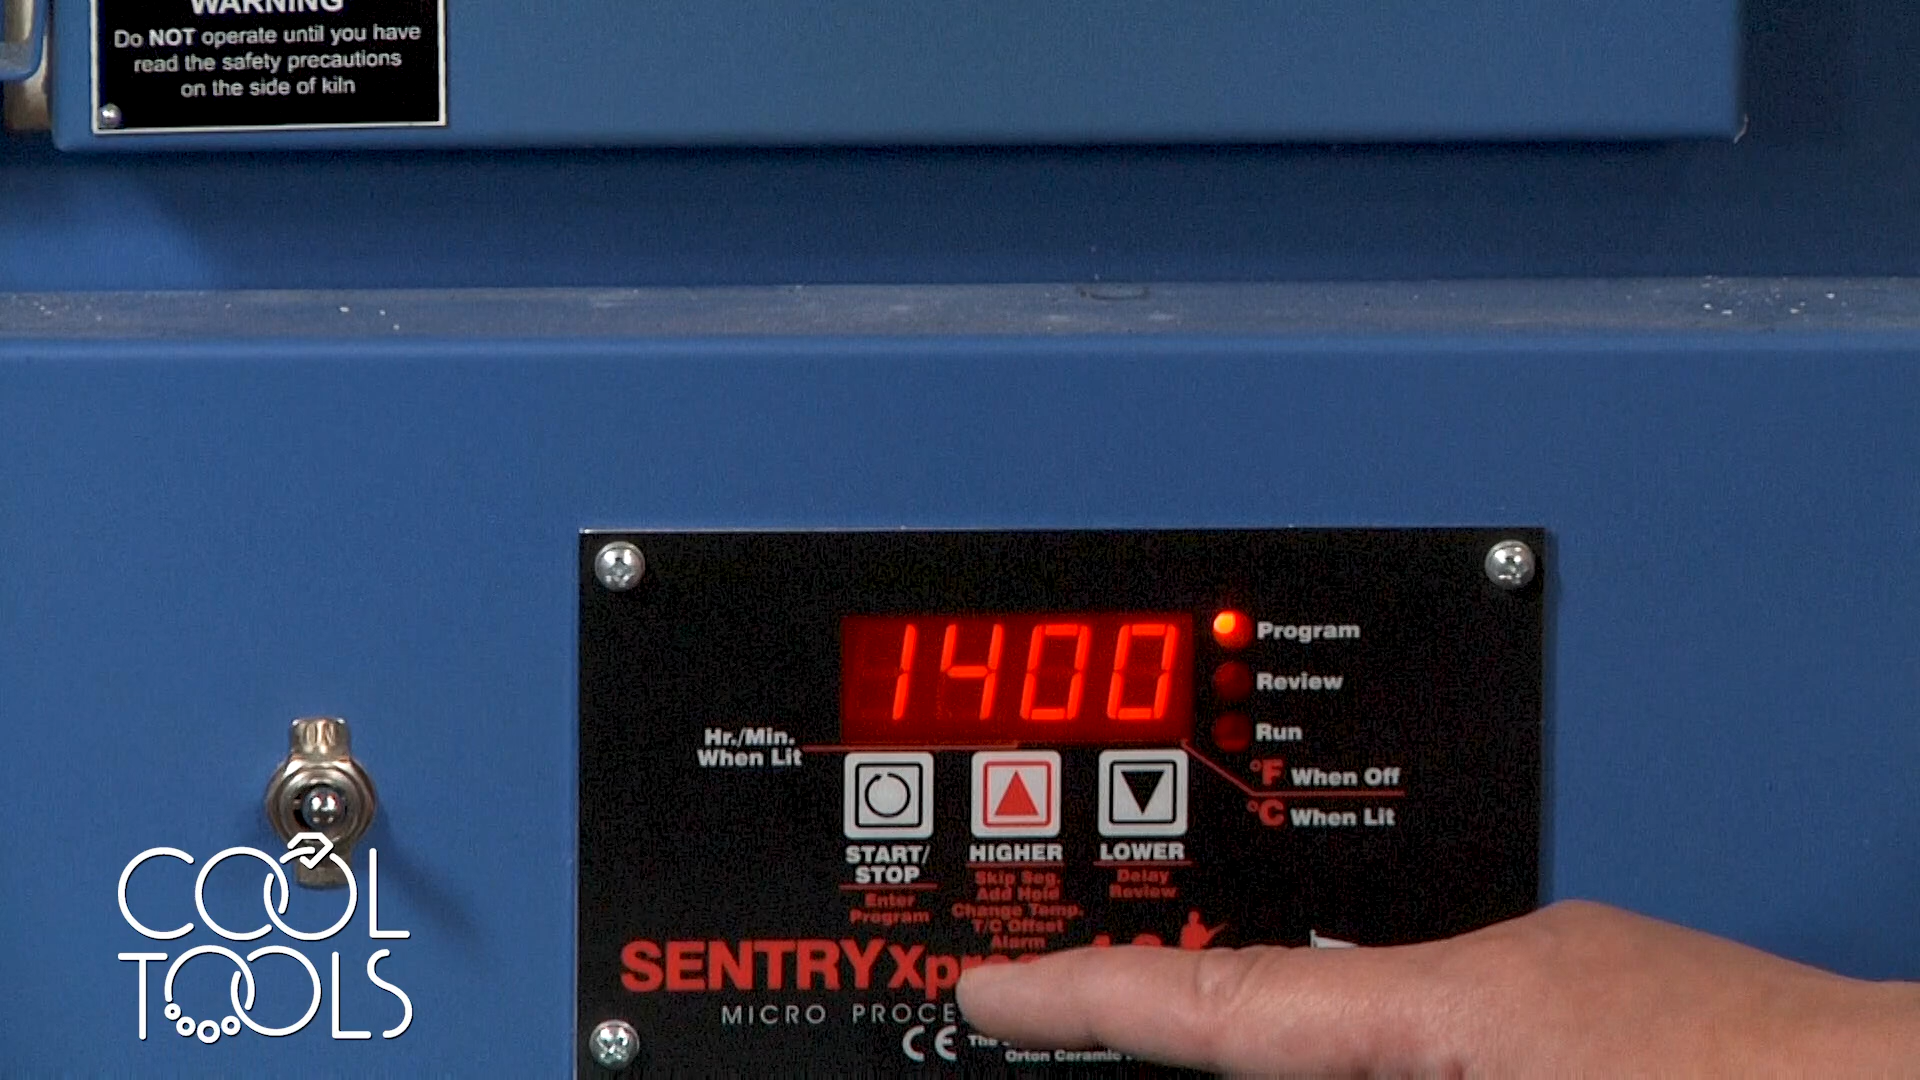 WARNING
Do NOT operate until you have
read the safety precautions
on the side of kiln
1400
Program
Review
Run
Hr./Min.
When Lit
°F When Off
°C When Lit
START/
STOP
Enter
Program
HIGHER
Skip Seg.
Add Hold
Change Temp.
T/C Offset
Alarm
LOWER
Delay
Review
SENTRY
MICRO
CE
Orton Ceramic
ON
COOL
TOOLS